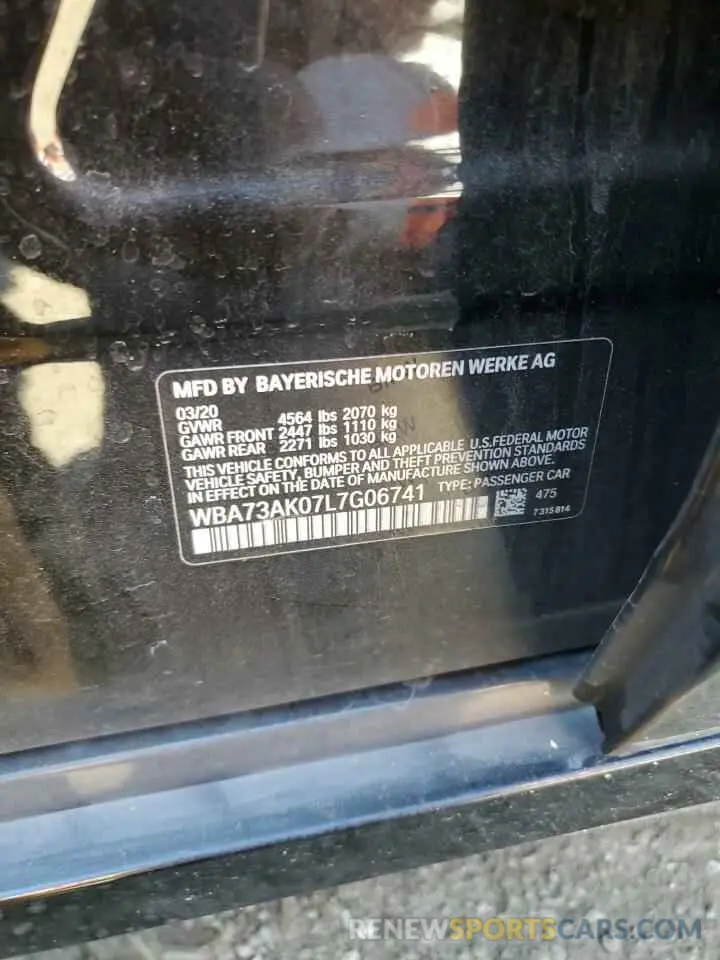 MFD BY BAYERISCHE MOTOREN WERKE AG
03/20
GVWR 4564 lbs 2070 kg
GAWR FRONT 2447 lbs 1110 kg
GAWR REAR 2271 lbs 1030 kg
THIS VEHICLE CONFORMS TO ALL APPLICABLE U.S.FEDERAL MOTOR
VEHICLE SAFETY, BUMPER AND THEFT PREVENTION STANDARDS
IN EFFECT ON THE DATE OF MANUFACTURE SHOWN ABOVE.
WBA73AK07L7G06741 TYPE: PASSENGER CAR
475
7315814
RENEWSPORTSCARS.COM